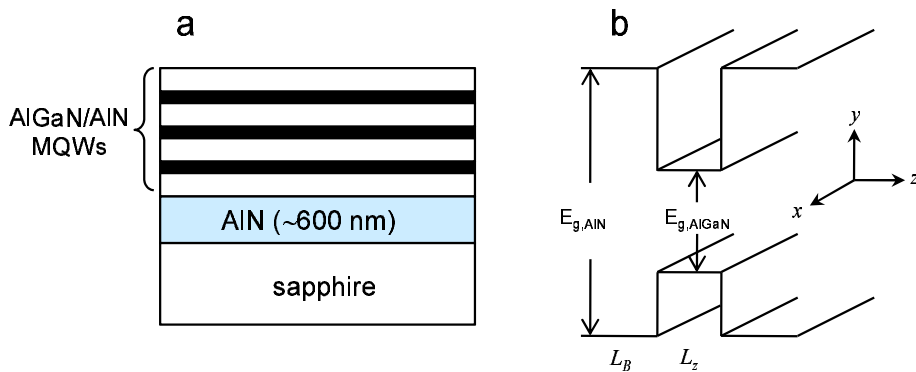 a
AlGaN/AlN
MQWs
AlN (~600 nm)
sapphire
b
E_g,AlN
E_g,AlGaN
y
z
x
L_B
L_z